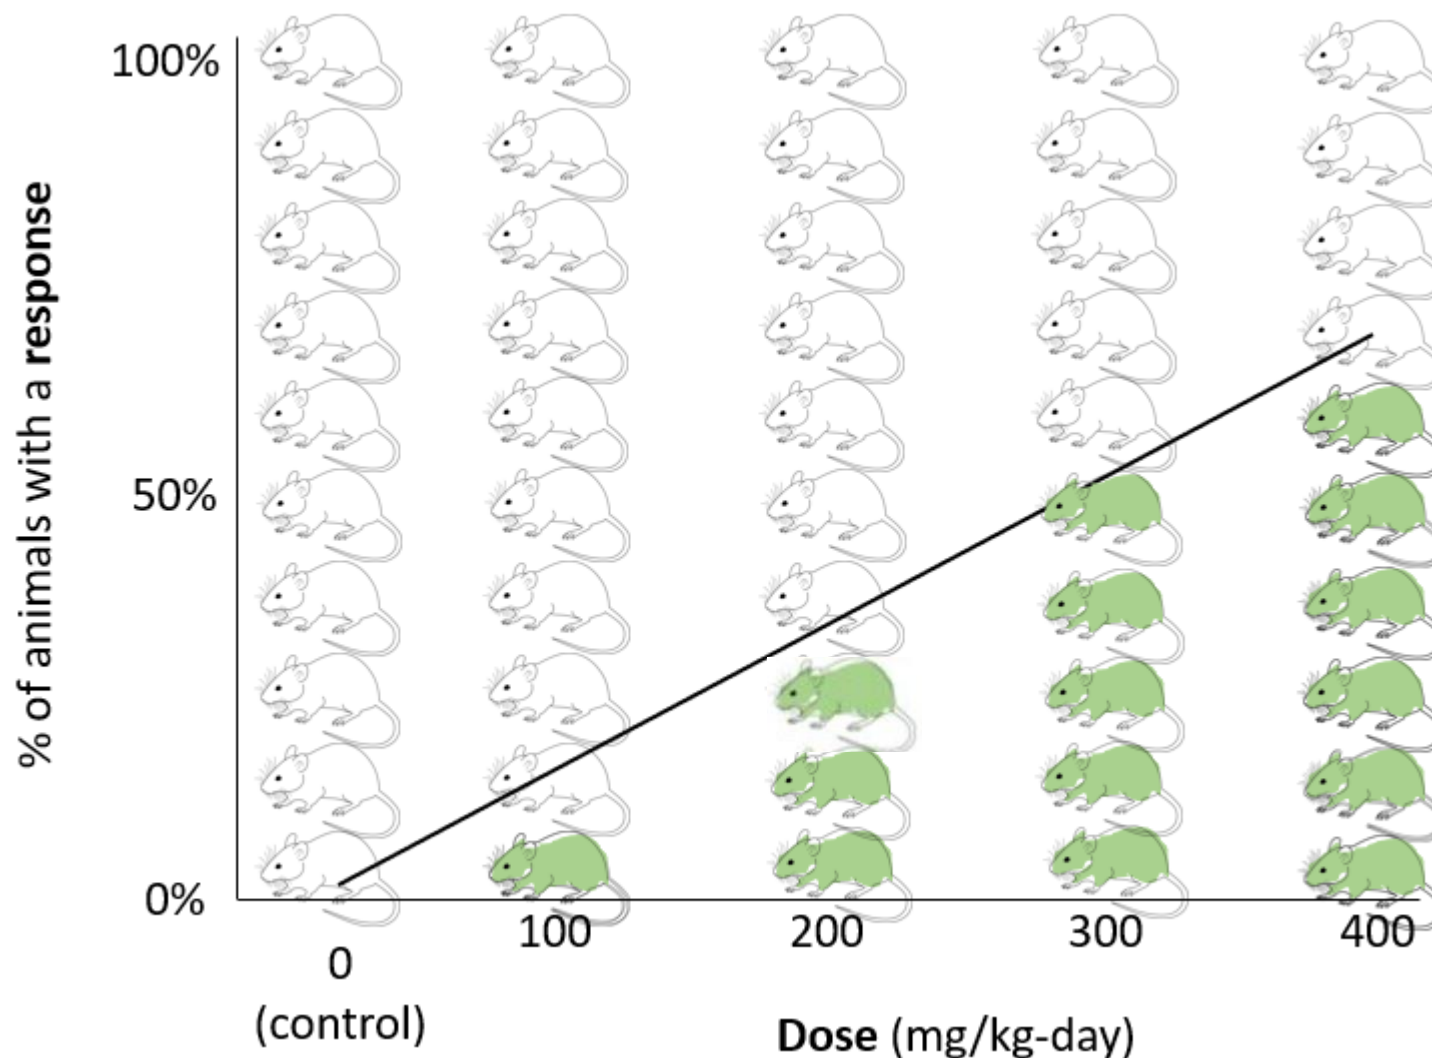 % of animals with a response
100%
50%
0%
0
(control)
100
200
300
400
Dose (mg/kg-day)